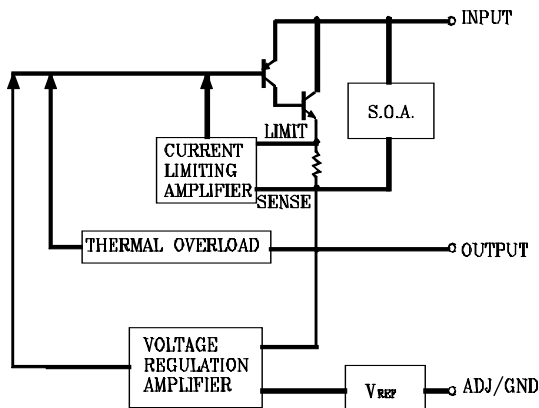 INPUT
S.O.A.
LIMIT
CURRENT
LIMITING
AMPLIFIER
SENSE
THERMAL OVERLOAD
OUTPUT
VOLTAGE
REGULATION
AMPLIFIER
VREF
ADJ/GND